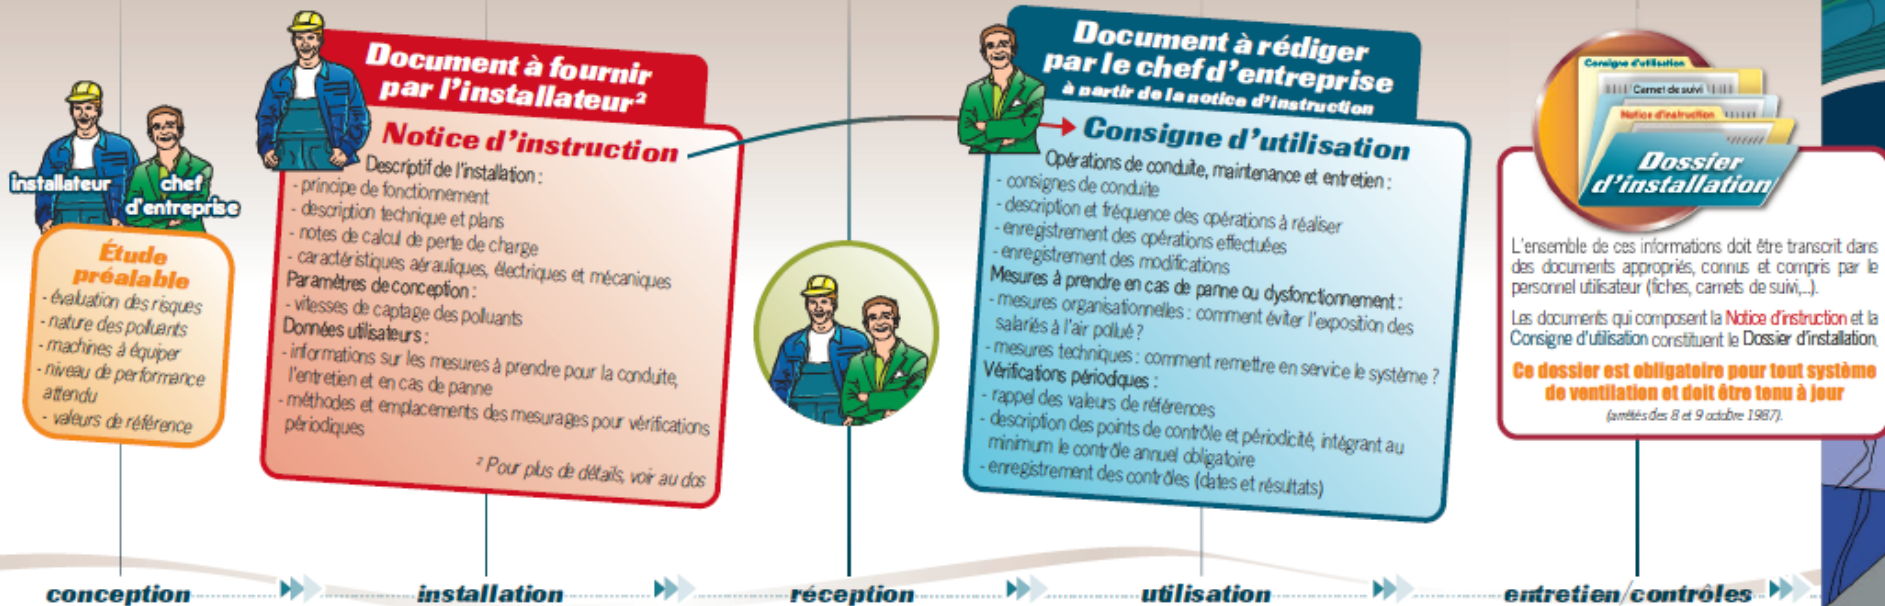 installateur
chef
d'entreprise
Étude
préalable
- évaluation des risques
- nature des polluants
- machines à équiper
- niveau de performance
attendu
- valeurs de référence
Document à fournir
par l'installateur²
Notice d'instruction
Descriptif de l'installation :
- principe de fonctionnement
- description technique et plans
- notes de calcul de perte de charge
- caractéristiques aérauliques, électriques et mécaniques
Paramètres de conception :
- vitesses de captage des polluants
Données utilisateurs :
- informations sur les mesures à prendre pour la conduite,
l'entretien et en cas de panne
- méthodes et emplacements des mesurages pour vérifications
périodiques
² Pour plus de détails, voir au dos
Document à rédiger
par le chef d'entreprise
à partir de la notice d'instruction
Consigne d'utilisation
Opérations de conduite, maintenance et entretien :
- consignes de conduite
- description et fréquence des opérations à réaliser
- enregistrement des opérations effectuées
- enregistrement des modifications
Mesures à prendre en cas de panne ou dysfonctionnement :
- mesures organisationnelles : comment éviter l'exposition des
salariés à l'air pollué ?
- mesures techniques : comment remettre en service le système ?
Vérifications périodiques :
- rappel des valeurs de références
- description des points de contrôle et périodicité, intégrant au
minimum le contrôle annuel obligatoire
- enregistrement des contrôles (dates et résultats)
Consigne d'utilisation
Carnet de suivi
Notice d'instruction
Dossier
d'installation
L'ensemble de ces informations doit être transcrit dans
des documents appropriés, connus et compris par le
personnel utilisateur (fiches, carnets de suivi,...).
Les documents qui composent la Notice d'instruction et la
Consigne d'utilisation constituent le Dossier d'installation.
Ce dossier est obligatoire pour tout système
de ventilation et doit être tenu à jour
(arrêtés des 8 et 9 octobre 1987).
conception
installation
réception
utilisation
entretien/contrôles